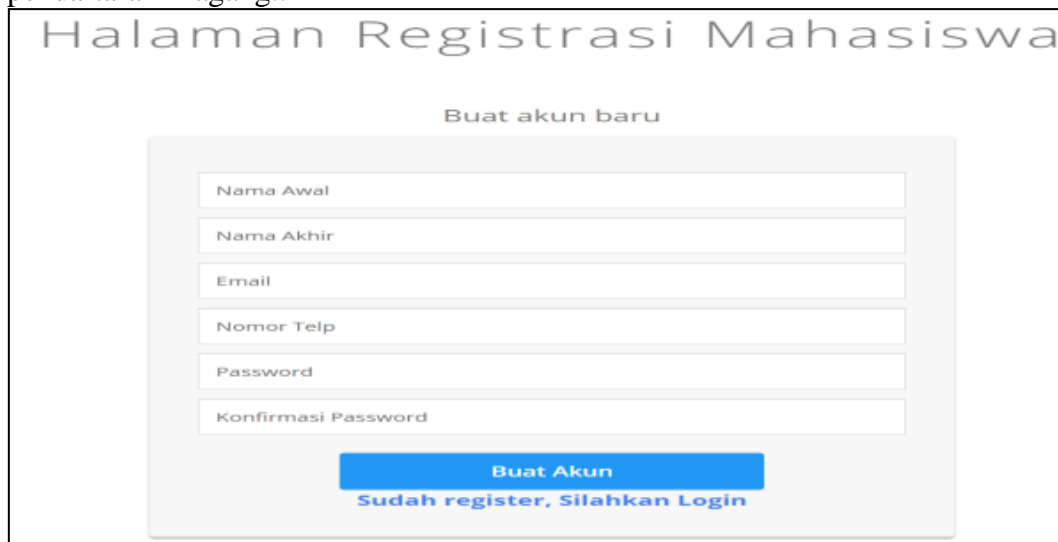 Halaman Registrasi Mahasiswa
Buat akun baru
Nama Awal
Nama Akhir
Email
Nomor Telp
Password
Konfirmasi Password
Buat Akun
Sudah register, Silahkan Login